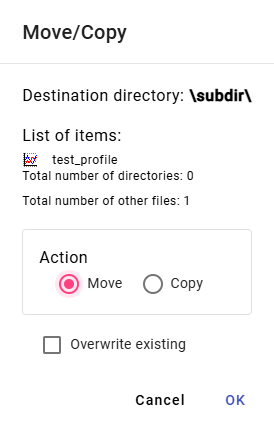 Move/Copy
Destination directory: \subdir\
List of items:
test_profile
Total number of directories: 0
Total number of other files: 1
Action
Move Copy
Overwrite existing
Cancel OK